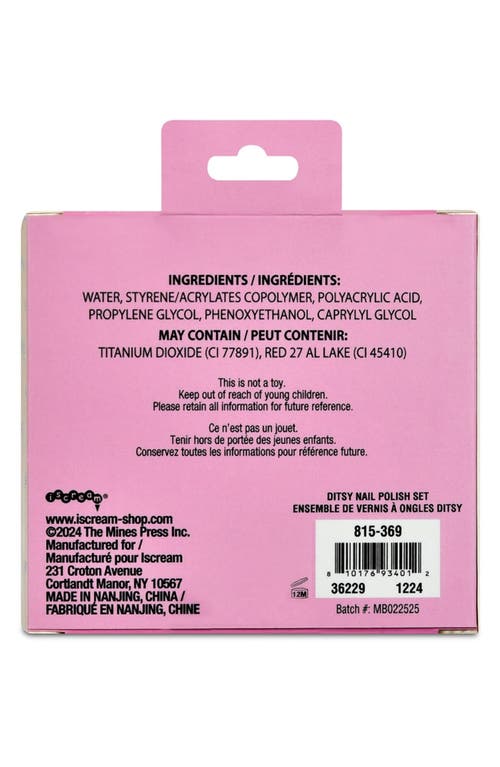 INGREDIENTS / INGRÉDIENTS:
WATER, STYRENE/ACRYLATES COPOLYMER, POLYACRYLIC ACID,
PROPYLENE GLYCOL, PHENOXYETHANOL, CAPRYLYL GLYCOL
MAY CONTAIN / PEUT CONTENIR:
TITANIUM DIOXIDE (CI 77891), RED 27 AL LAKE (CI 45410)
This is not a toy.
Keep out of reach of young children.
Please retain all information for future reference.
Ce n'est pas un jouet.
Tenir hors de portée des jeunes enfants.
Conservez toutes les informations pour référence future.
iscream®
www.iscream-shop.com
©2024 The Mines Press Inc.
Manufactured for /
Manufacturé pour Iscream
231 Croton Avenue
Cortlandt Manor, NY 10567
MADE IN NANJING, CHINA /
FABRIQUÉ EN NANJING, CHINE
DITSY NAIL POLISH SET
ENSEMBLE DE VERNIS À ONGLES DITSY
815-369
8 10176 93401 2
36229 1224
12M
Batch #: MB022525